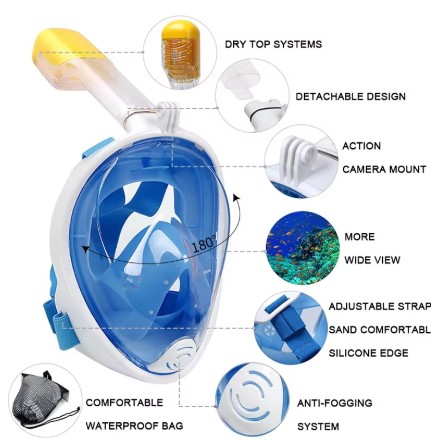 DRY TOP SYSTEMS
DETACHABLE DESIGN
ACTION
CAMERA MOUNT
180°
MORE
WIDE VIEW
ADJUSTABLE STRAP
SAND COMFORTABL
SILICONE EDGE
COMFORTABLE
WATERPROOF BAG
ANTI-FOGGING
SYSTEM